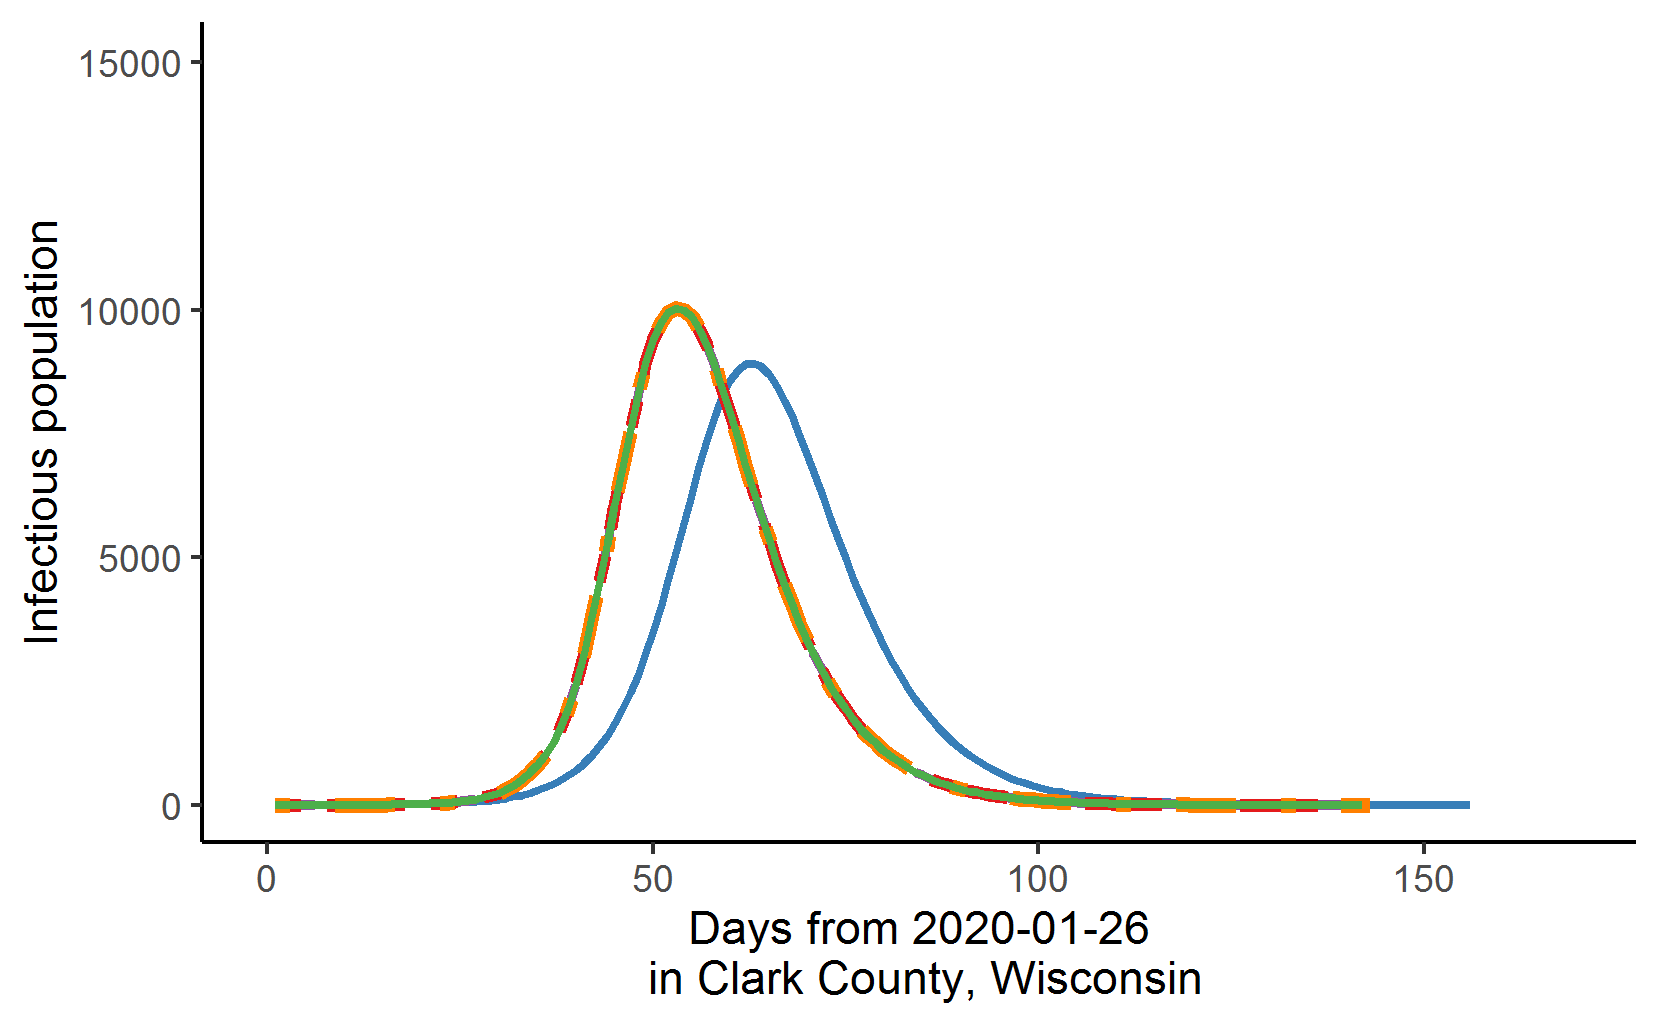 15000
10000
5000
0
Infectious population
0 50 100 150
Days from 2020-01-26
in Clark County, Wisconsin